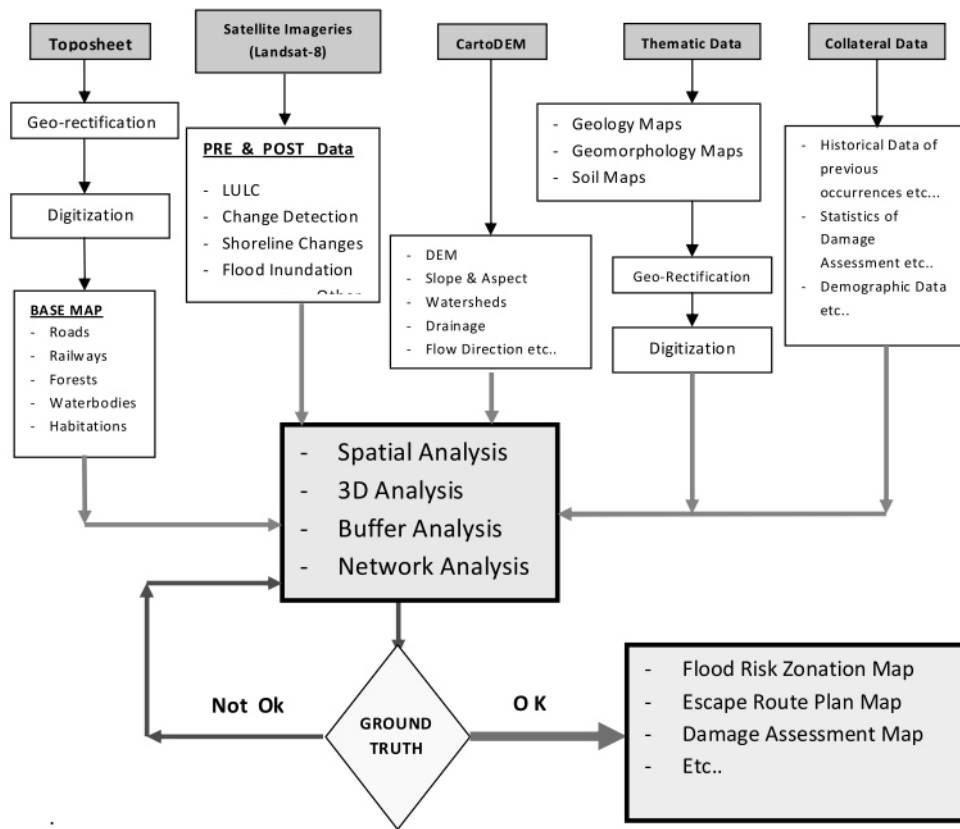 Toposheet
Satellite Imageries
(Landsat-8)
CartoDEM
Thematic Data
Collateral Data
Geo-rectification
Digitization
BASE MAP
- Roads
- Railways
- Forests
- Waterbodies
- Habitations
PRE & POST Data
- LULC
- Change Detection
- Shoreline Changes
- Flood Inundation
- DEM
- Slope & Aspect
- Watersheds
- Drainage
- Flow Direction etc..
- Geology Maps
- Geomorphology Maps
- Soil Maps
Geo-Rectification
Digitization
- Historical Data of
previous
occurrences etc...
- Statistics of
Damage
Assessment etc..
- Demographic Data
etc..
- Spatial Analysis
- 3D Analysis
- Buffer Analysis
- Network Analysis
Not Ok
GROUND
TRUTH
O K
- Flood Risk Zonation Map
- Escape Route Plan Map
- Damage Assessment Map
- Etc..
.